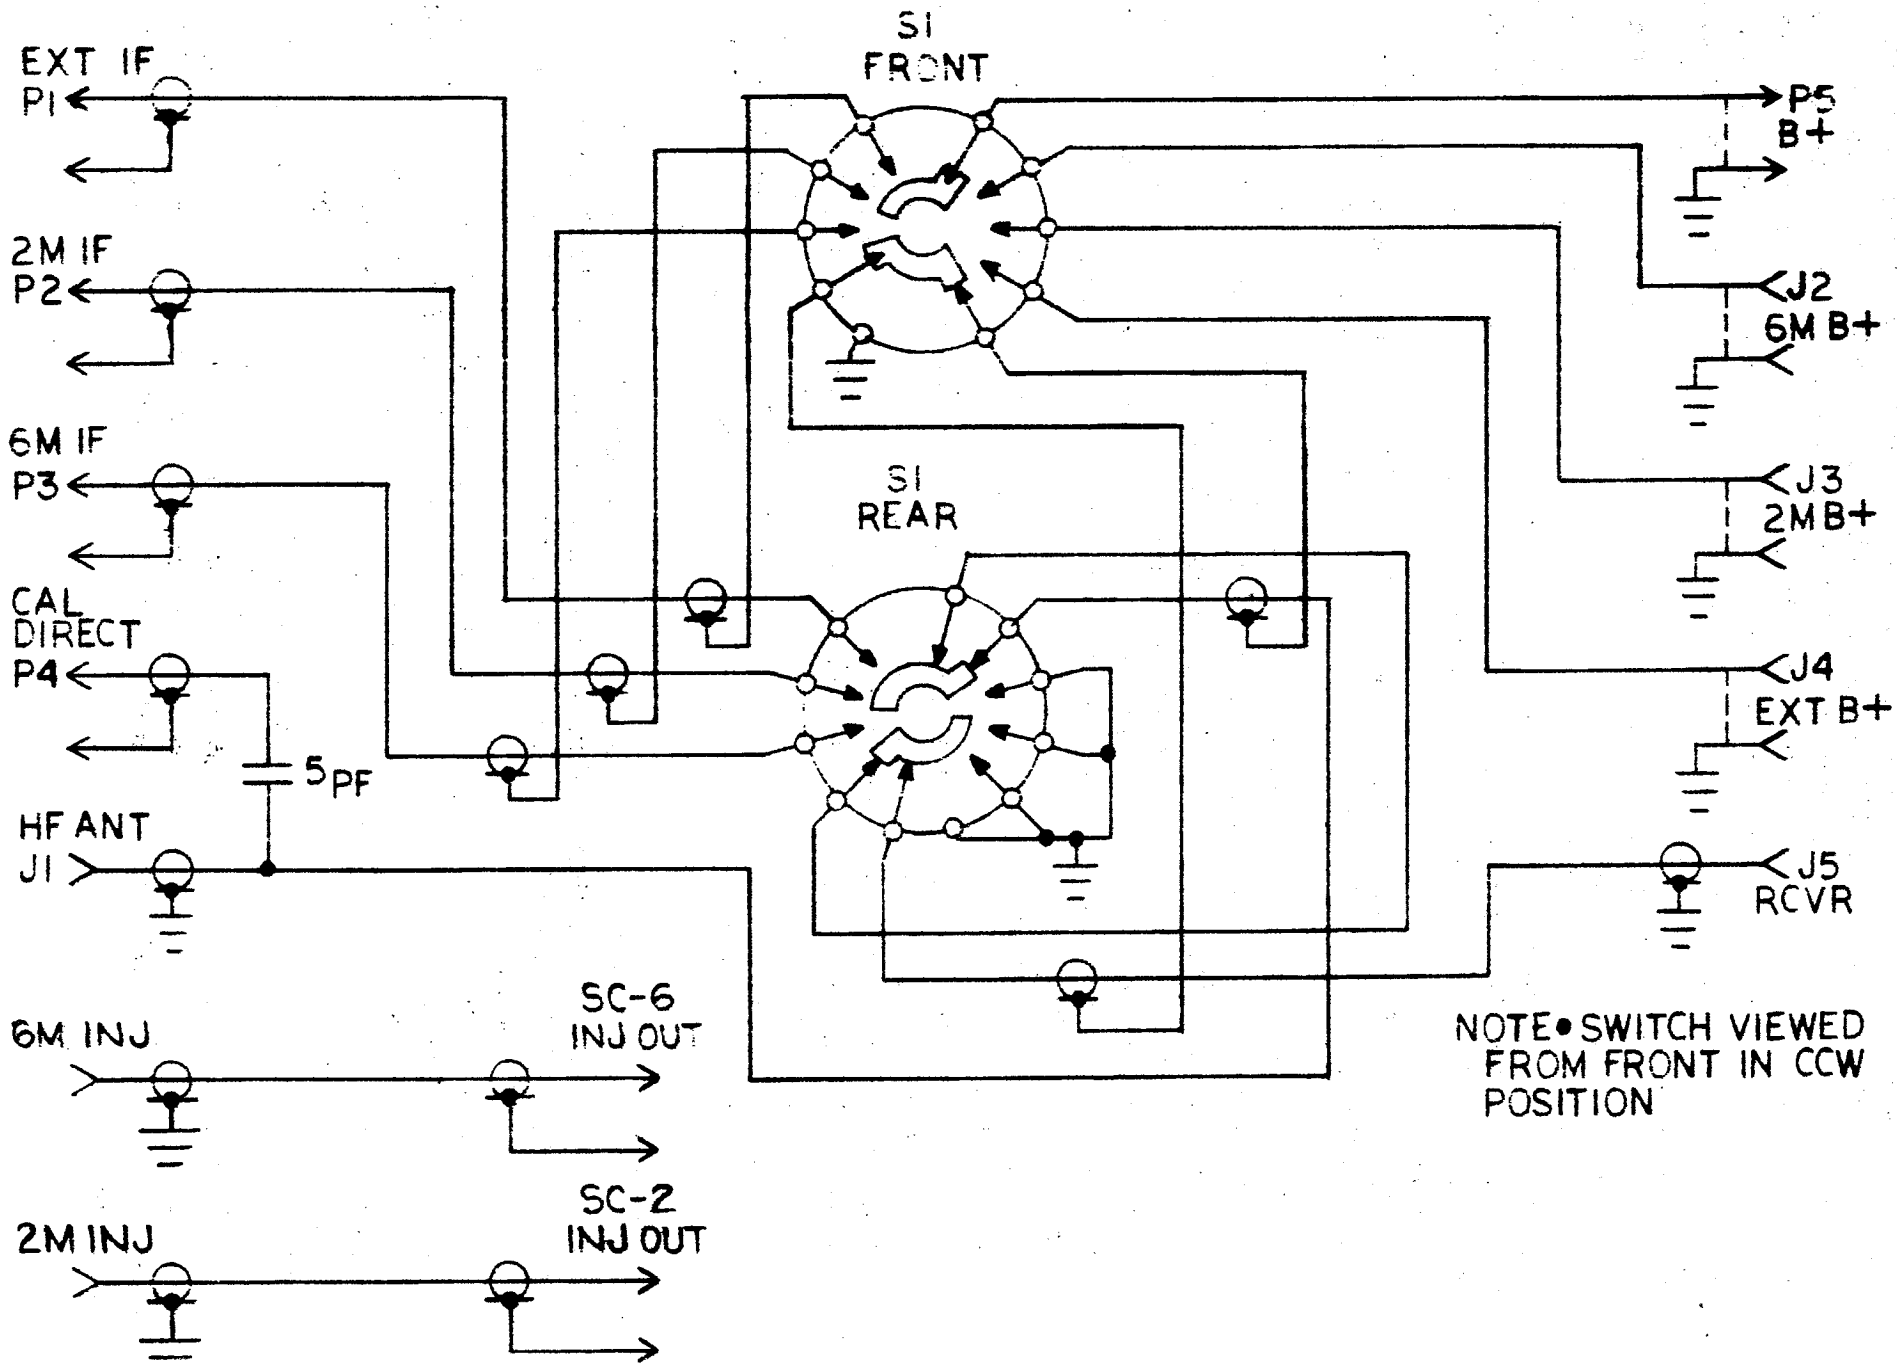 S1
FRONT
EXT IF
P1
P5
B+
2M IF
P2
J2
6M B+
6M IF
P3
S1
REAR
J3
2M B+
CAL
DIRECT
P4
J4
EXT B+
5PF
HF ANT
J1
J5
RCVR
6M INJ
SC-6
INJ OUT
NOTE • SWITCH VIEWED
FROM FRONT IN CCW
POSITION
2M INJ
SC-2
INJ OUT